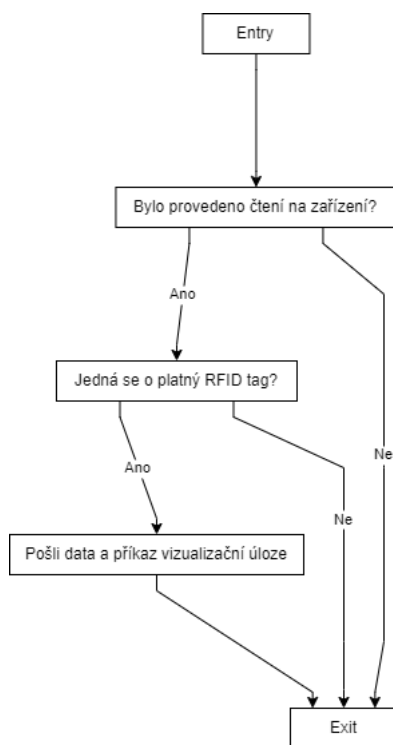 Entry
Bylo provedeno čtení na zařízení?
Ano
Jedná se o platný RFID tag?
Ne
Ano
Ne
Pošli data a příkaz vizualizační úloze
Exit